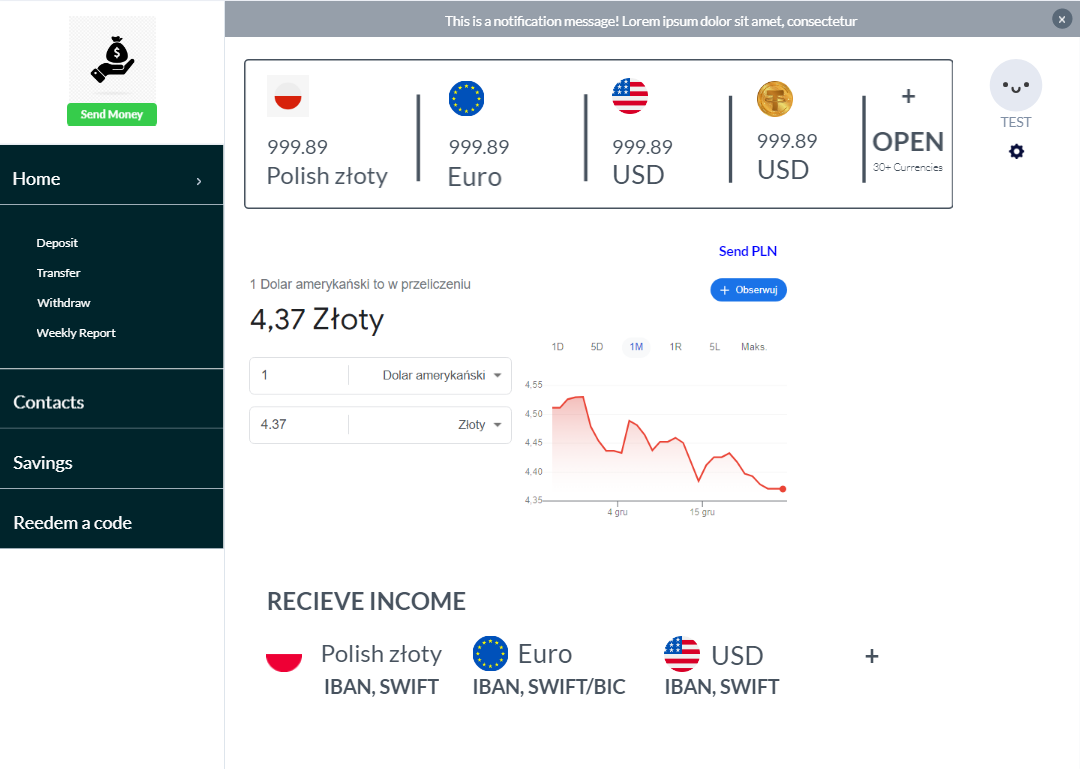 This is a notification message! Lorem ipsum dolor sit amet, consectetur
Send Money
Home
Deposit
Transfer
Withdraw
Weekly Report
Contacts
Savings
Reedem a code
999.89
Polish złoty
999.89
Euro
999.89
USD
999.89
USD
+
OPEN
30+ Currencies
TEST
Send PLN
1 Dolar amerykański to w przeliczeniu
4,37 Złoty
+ Obserwuj
1 Dolar amerykański
4.37 Złoty
1D 5D 1M 1R 5L Maks.
4,55
4,50
4,45
4,40
4,35
4 gru 15 gru
RECIEVE INCOME
Polish złoty
IBAN, SWIFT
Euro
IBAN, SWIFT/BIC
USD
IBAN, SWIFT
+